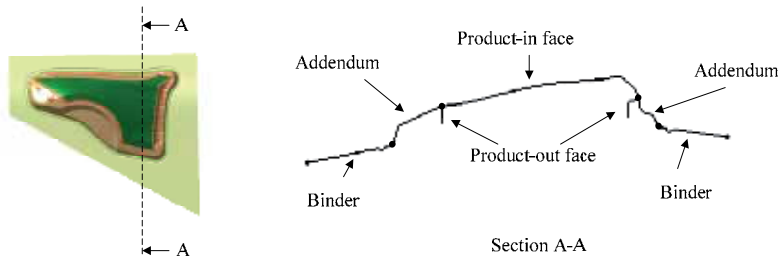 A
Product-in face
Addendum
Addendum
Product-out face
Binder
Binder
A
Section A-A